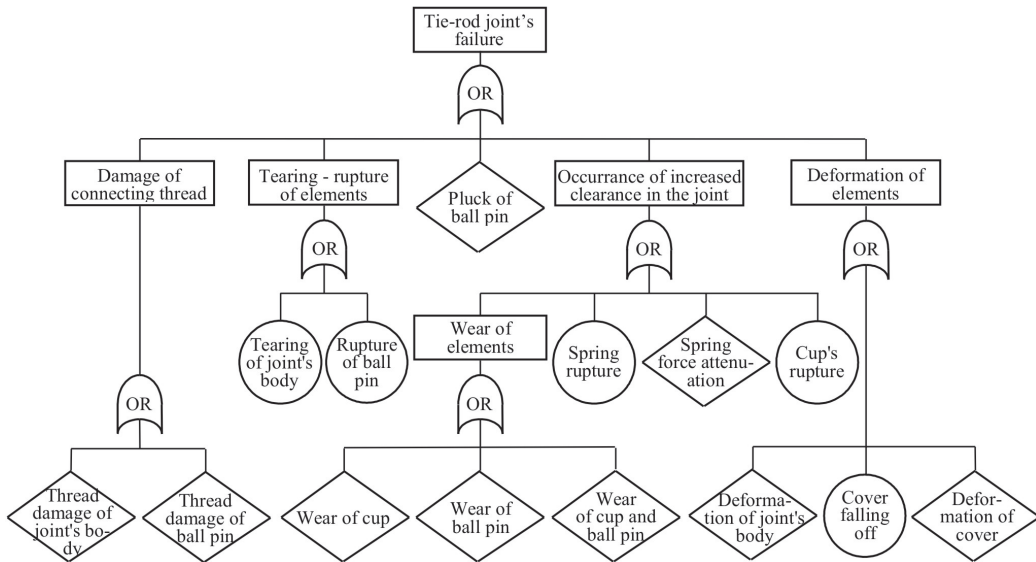 Tie-rod joint's
failure
OR
Damage of
connecting thread
Tearing - rupture
of elements
Pluck of
ball pin
Occurrance of increased
clearance in the joint
Deformation of
elements
OR
OR
OR
Tearing
of joint's
body
Rupture
of ball
pin
Wear of
elements
Spring
rupture
Spring
force attenu-
ation
Cup's
rupture
OR
OR
Thread
damage of
joint's bo-
dy
Thread
damage of
ball pin
Wear of cup
Wear of
ball pin
Wear
of cup and
ball pin
Deforma-
tion of joint's
body
Cover
falling
off
Defor-
mation of
cover